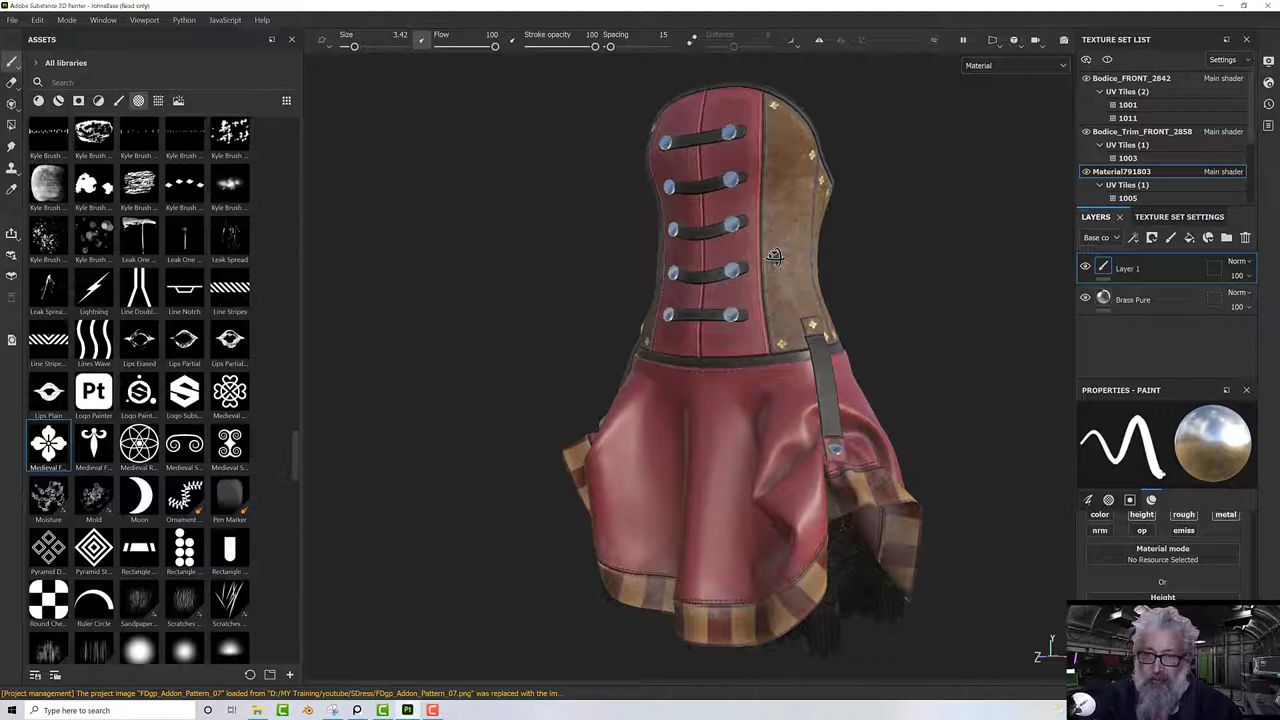 Adobe Substance 3D Painter - JohnsBase (Read only)
File Edit Mode Window Viewport Python JavaScript Help
ASSETS
Size 3.42 Flow 100 Stroke opacity 100 Spacing 15 Distance 8
All libraries
Search
Material
Kyle Brush ... Kyle Brush ... Kyle Brush ... Kyle Brush ... Kyle Brush ...
Kyle Brush ... Kyle Brush ... Kyle Brush ... Kyle Brush ... Kyle Brush ...
Kyle Brush ... Kyle Brush ... Leak One ... Leak One ... Leak Spread
Leak Sprea... Lightning Line Doubl... Line Notch Line Stripe...
Line Stripe... Lines Wave Lips Erased Lips Partial Lips Partial...
Lips Plain Logo Painter Logo Paint... Logo Subs... Medieval ...
Medieval F... Medieval F... Medieval R... Medieval S... Medieval S...
Moisture Mold Moon Ornament ... Pen Marker
Pyramid D... Pyramid St... Rectangle ... Rectangle ... Rectangle ...
Round Che... Ruler Circle Sandpaper... Scratches ... Scratches ...
TEXTURE SET LIST
Settings
Bodice_FRONT_2842 Main shader
UV Tiles (2)
1001
1011
Bodice_Trim_FRONT_2858 Main shader
UV Tiles (1)
1003
Material791803 Main shader
UV Tiles (1)
1005
LAYERS TEXTURE SET SETTINGS
Base co
Layer 1 Norm 100
Brass Pure Norm 100
PROPERTIES - PAINT
color height rough metal
nrm op emiss
Material mode
No Resource Selected
Or
Height
Y
Z
[Project management] The project image "FDgp_Addon_Pattern_07" loaded from "D:/MY Training/youtube/SDress/FDgp_Addon_Pattern_07.png" was replaced with the im...
Type here to search